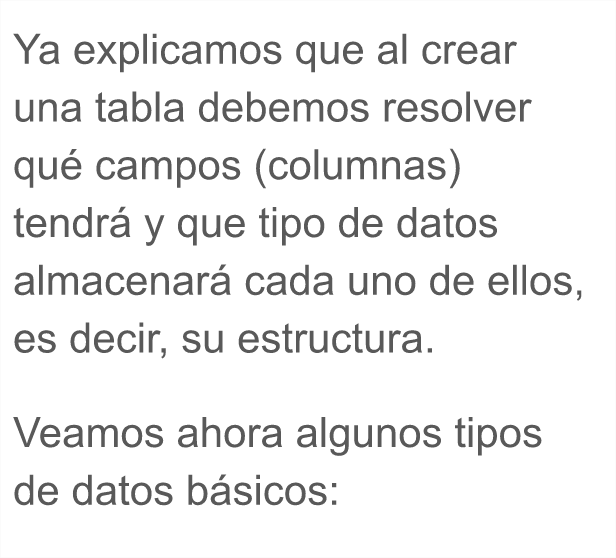 Ya explicamos que al crear
una tabla debemos resolver
qué campos (columnas)
tendrá y que tipo de datos
almacenará cada uno de ellos,
es decir, su estructura.
Veamos ahora algunos tipos
de datos básicos: